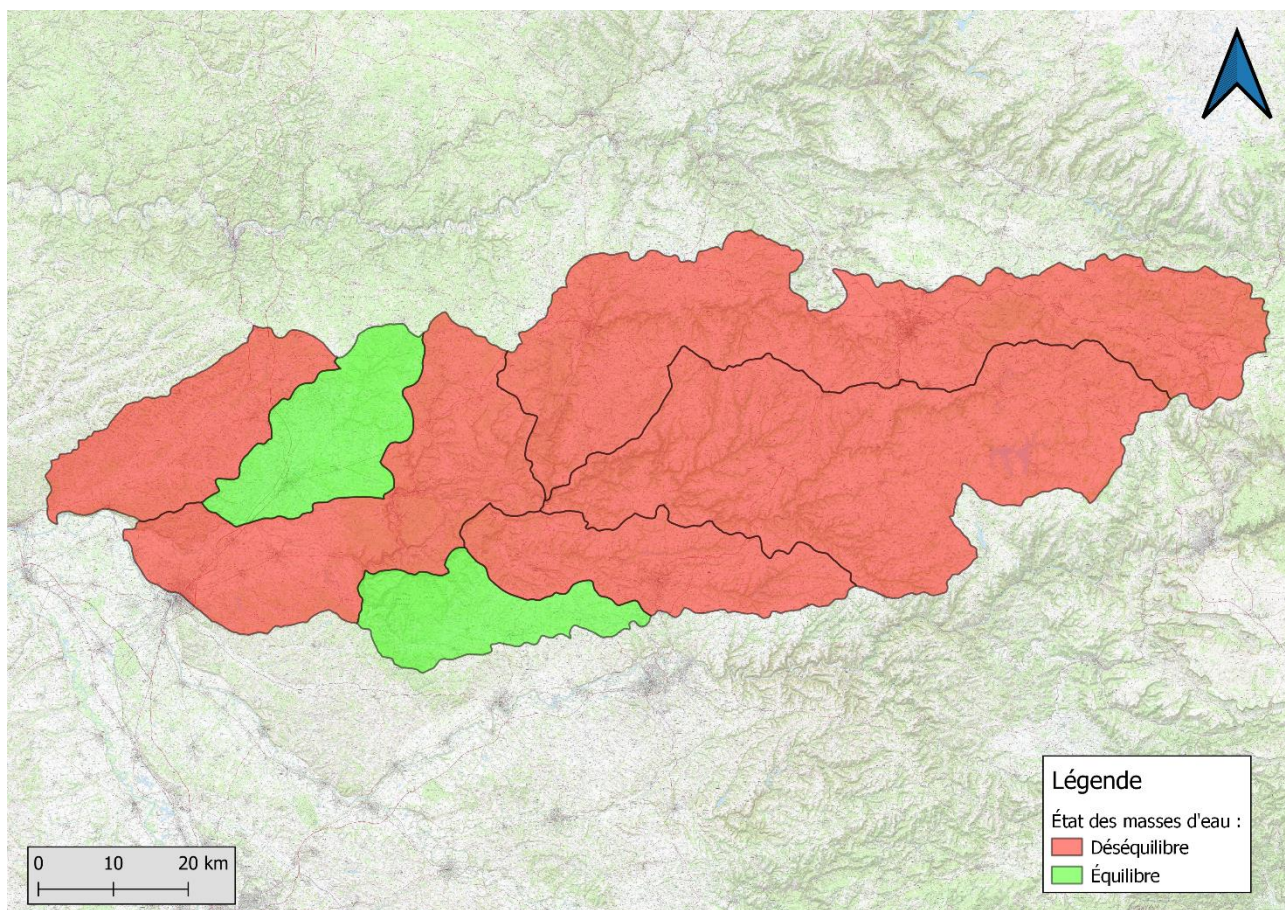 Légende
État des masses d'eau :
Déséquilibre
Équilibre
0 10 20 km